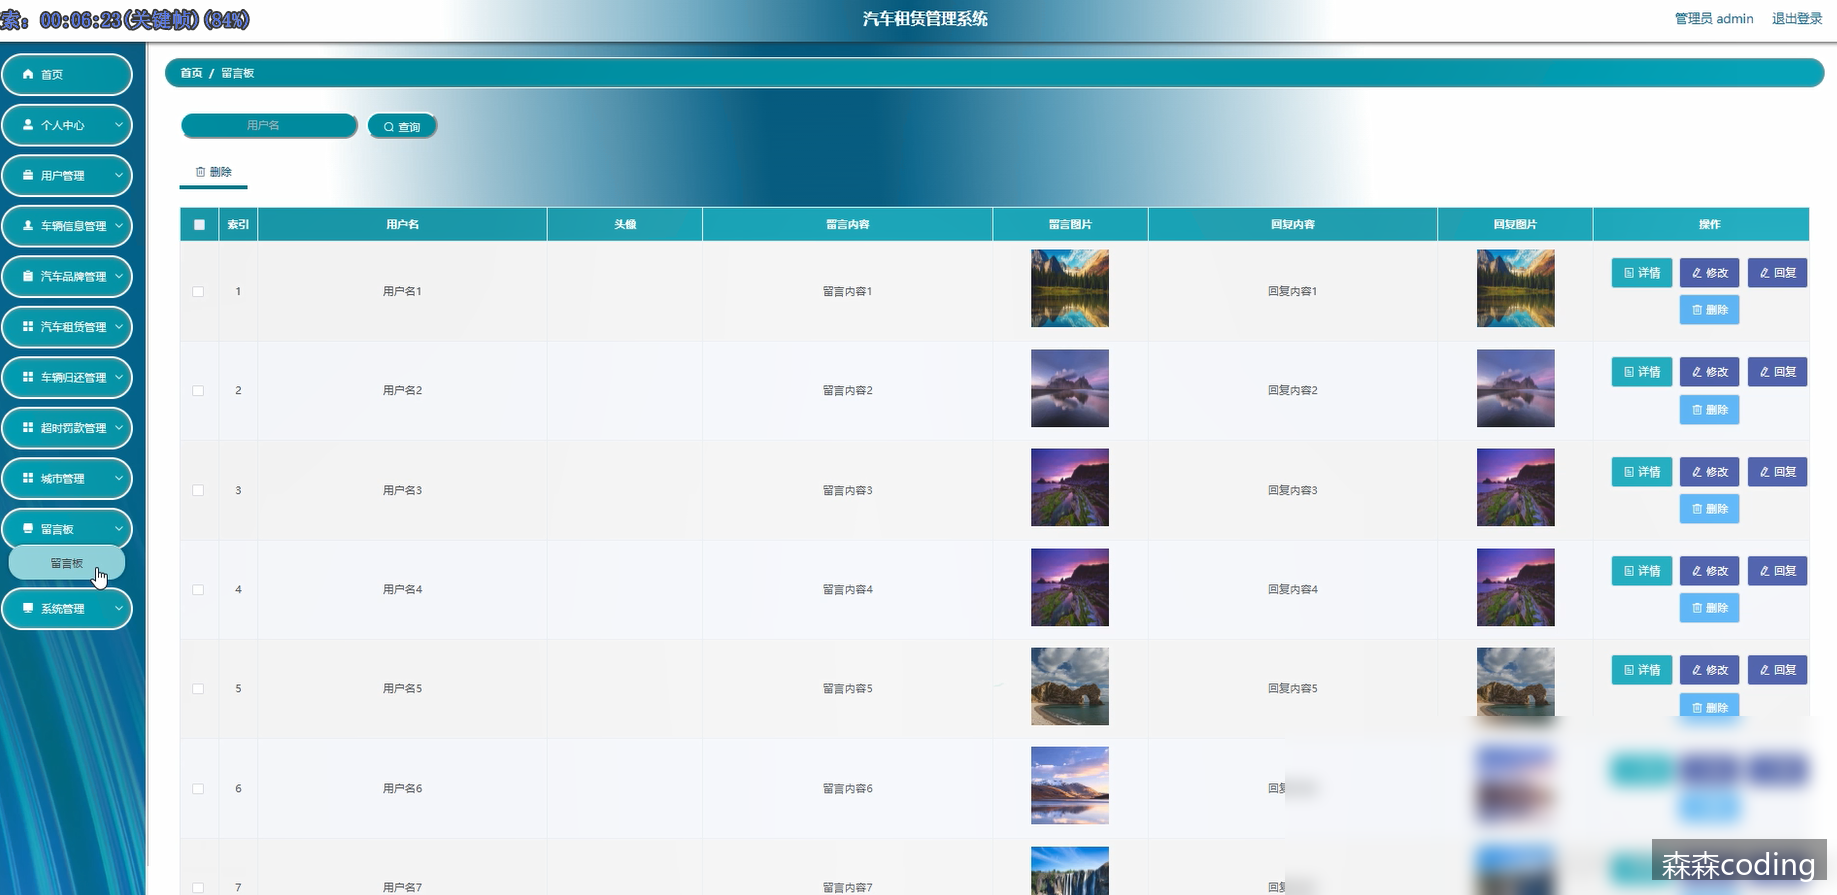 索: 00:06:23(关键帧)(84%)
汽车租赁管理系统
管理员 admin 退出登录
首页
个人中心
用户管理
车辆信息管理
汽车品牌管理
汽车租赁管理
车辆归还管理
超时罚款管理
城市管理
留言板
留言板
系统管理
首页 / 留言板
用户名 查询
删除
索引 用户名 头像 留言内容 留言图片 回复内容 回复图片 操作
1 用户名1 留言内容1 回复内容1 详情 修改 回复
删除
2 用户名2 留言内容2 回复内容2 详情 修改 回复
删除
3 用户名3 留言内容3 回复内容3 详情 修改 回复
删除
4 用户名4 留言内容4 回复内容4 详情 修改 回复
删除
5 用户名5 留言内容5 回复内容5 详情 修改 回复
删除
6 用户名6 留言内容6 回复
7 用户名7 留言内容7 回复
森森coding